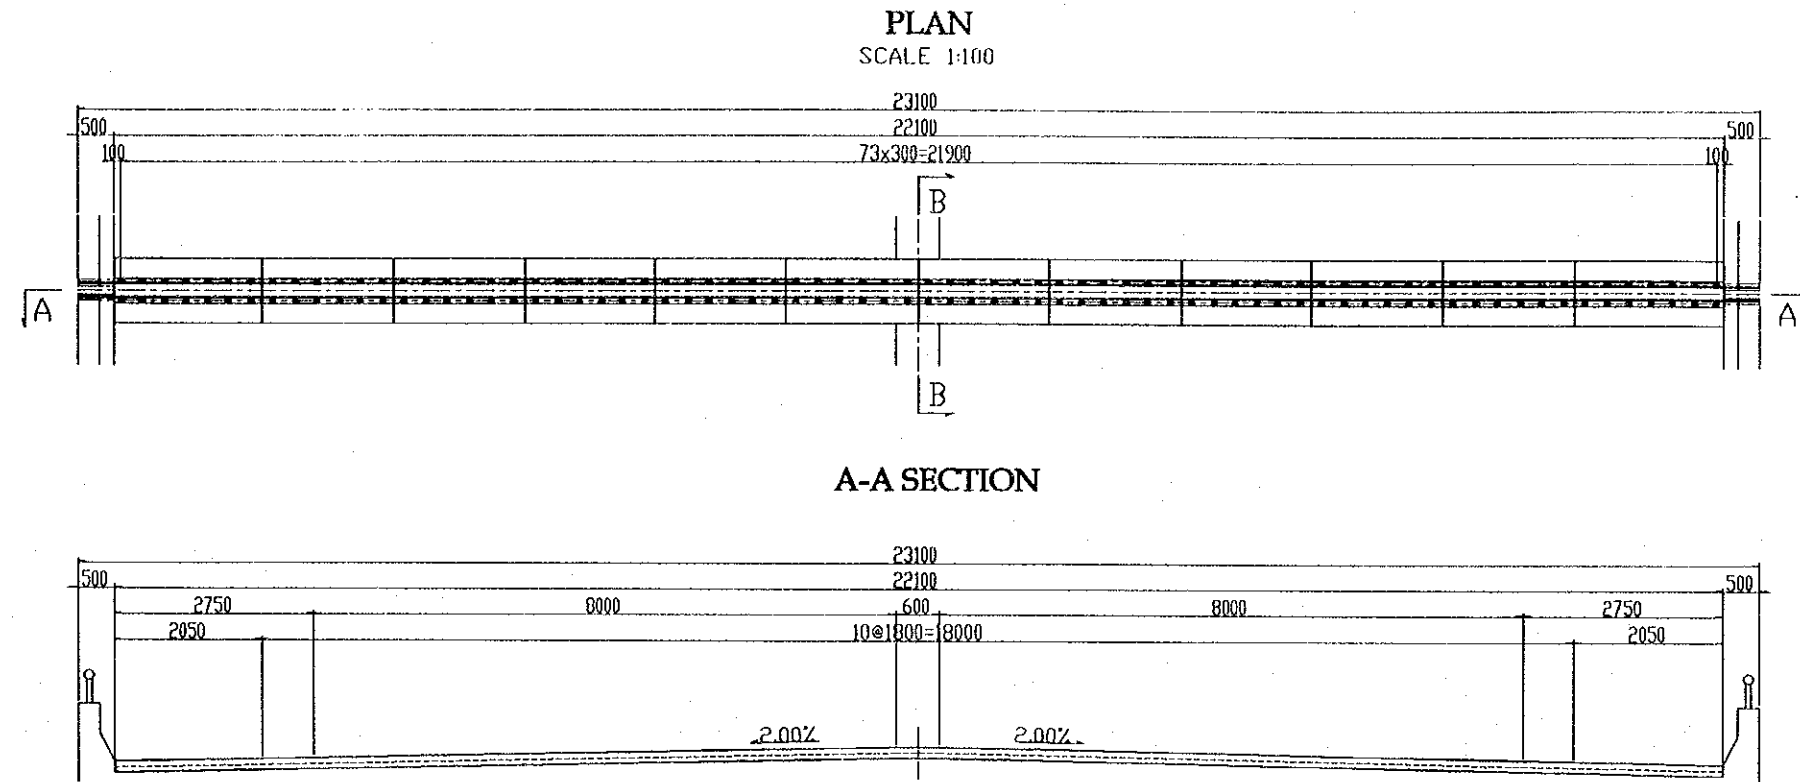 PLAN
SCALE 1:100
23100
500 22100 500
100 73x300=21900 100
B
A A
B
A-A SECTION
23100
500 22100 500
2750 8000 600 8000 2750
2050 10@1800=18000 2050
2.00% 2.00%